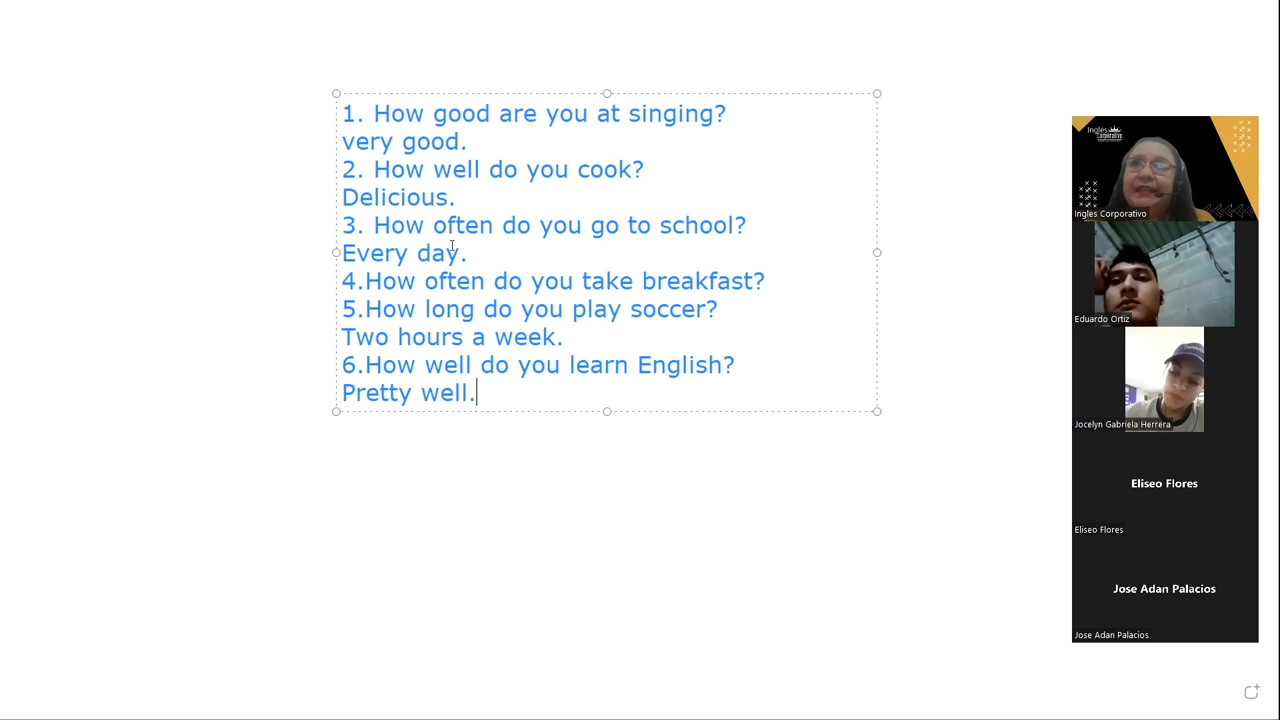 1. How good are you at singing?
very good.
2. How well do you cook?
Delicious.
3. How often do you go to school?
Every day.
4.How often do you take breakfast?
5.How long do you play soccer?
Two hours a week.
6.How well do you learn English?
Pretty well.
Inglés
Corporativo
Ingles Corporativo
Eduardo Ortiz
Jocelyn Gabriela Herrera
Eliseo Flores
Eliseo Flores
Jose Adan Palacios
Jose Adan Palacios